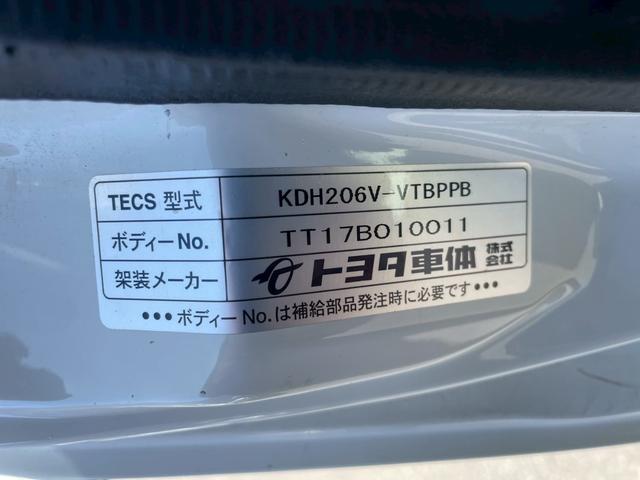 TECS 型式 KDH206V-VTBPPB
ボディーNo. TT17B010011
架装メーカー トヨタ車体 株式会社
•••ボディーNo.は補給部品発注時に必要です•••